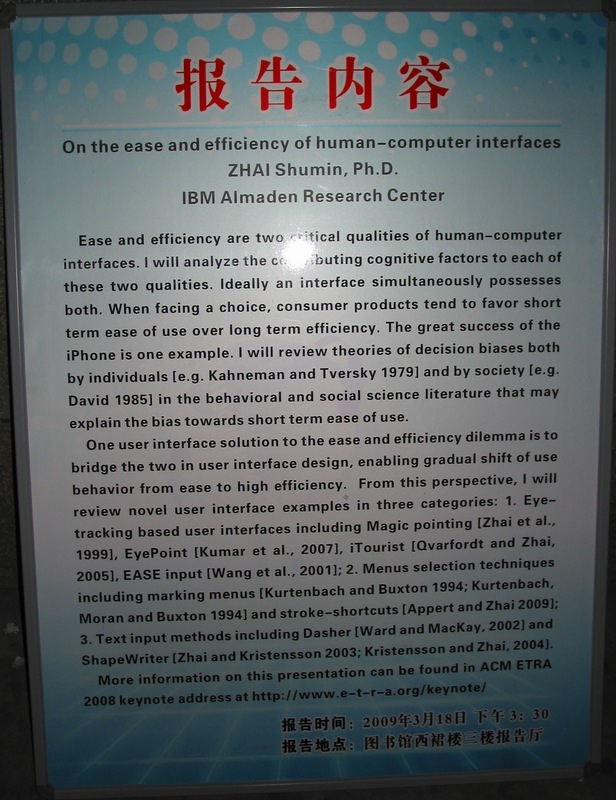 报告内容
On the ease and efficiency of human-computer interfaces
ZHAI Shumin, Ph.D.
IBM Almaden Research Center
Ease and efficiency are two critical qualities of human-computer
interfaces. I will analyze the contributing cognitive factors to each of
these two qualities. Ideally an interface simultaneously possesses
both. When facing a choice, consumer products tend to favor short
term ease of use over long term efficiency. The great success of the
iPhone is one example. I will review theories of decision biases both
by individuals [e.g. Kahneman and Tversky 1979] and by society [e.g.
David 1985] in the behavioral and social science literature that may
explain the bias towards short term ease of use.
One user interface solution to the ease and efficiency dilemma is to
bridge the two in user interface design, enabling gradual shift of use
behavior from ease to high efficiency. From this perspective, I will
review novel user interface examples in three categories: 1. Eye-
tracking based user interfaces including Magic pointing [Zhai et al.,
1999], EyePoint [Kumar et al., 2007], iTourist [Qvarfordt and Zhai,
2005], EASE input [Wang et al., 2001]; 2. Menus selection techniques
including marking menus [Kurtenbach and Buxton 1994; Kurtenbach,
Moran and Buxton 1994] and stroke-shortcuts [Appert and Zhai 2009];
3. Text input methods including Dasher [Ward and MacKay, 2002] and
ShapeWriter [Zhai and Kristensson 2003; Kristensson and Zhai, 2004].
More information on this presentation can be found in ACM ETRA
2008 keynote address at http://www.e-t-r-a.org/keynote/
报告时间：2009年3月18日 下午3：30
报告地点：图书馆西裙楼三楼报告厅